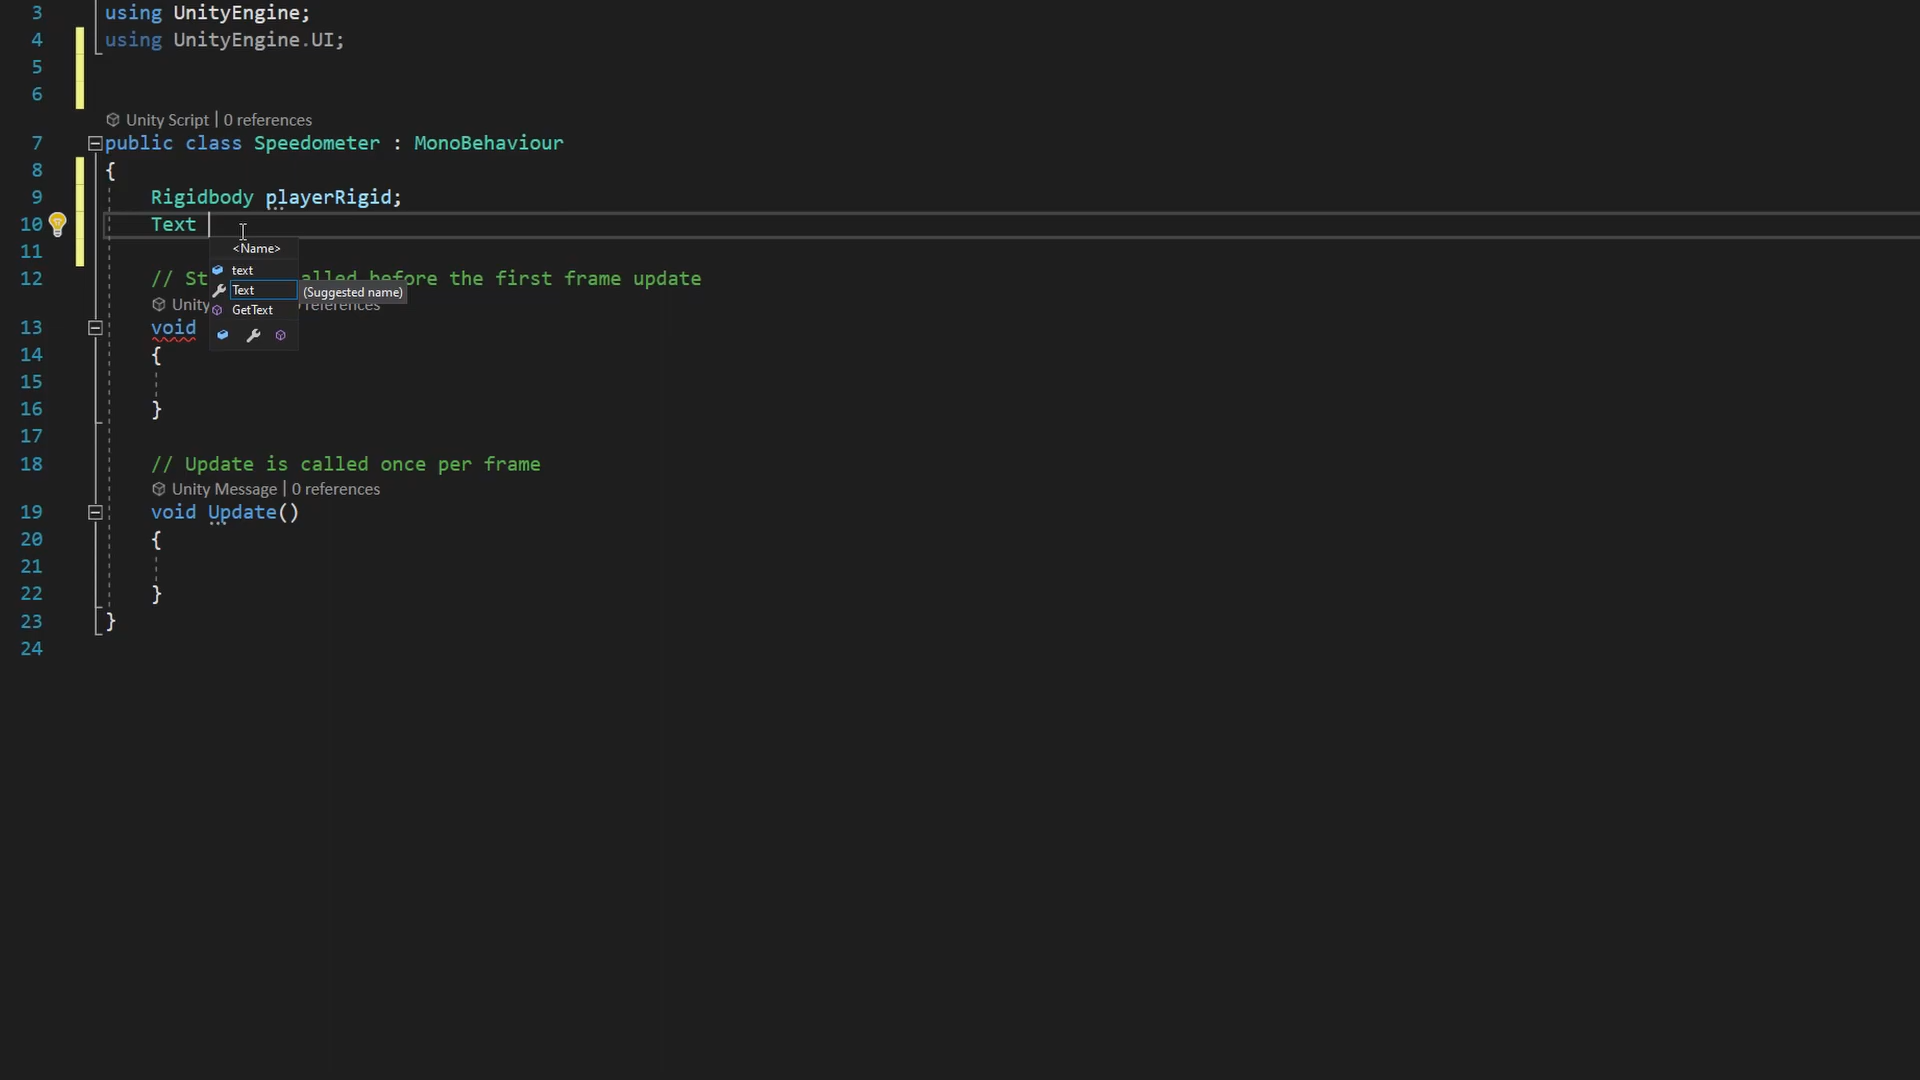 3 using UnityEngine;
4 using UnityEngine.UI;
5
6
Unity Script | 0 references
7 public class Speedometer : MonoBehaviour
8 {
9 Rigidbody playerRigid;
10 Text
<Name>
11
text
12 // St alled before the first frame update
Text (Suggested name)
Unity references
GetText
13 void
14 {
15
16 }
17
18 // Update is called once per frame
Unity Message | 0 references
19 void Update()
20 {
21
22 }
23 }
24